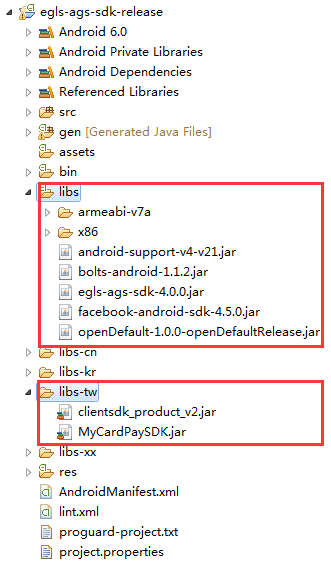 egls-ags-sdk-release
Android 6.0
Android Private Libraries
Android Dependencies
Referenced Libraries
src
gen [Generated Java Files]
assets
bin
libs
armeabi-v7a
x86
android-support-v4-v21.jar
bolts-android-1.1.2.jar
egls-ags-sdk-4.0.0.jar
facebook-android-sdk-4.5.0.jar
openDefault-1.0.0-openDefaultRelease.jar
libs-cn
libs-kr
libs-tw
clientsdk_product_v2.jar
MyCardPaySDK.jar
libs-xx
res
AndroidManifest.xml
lint.xml
proguard-project.txt
project.properties